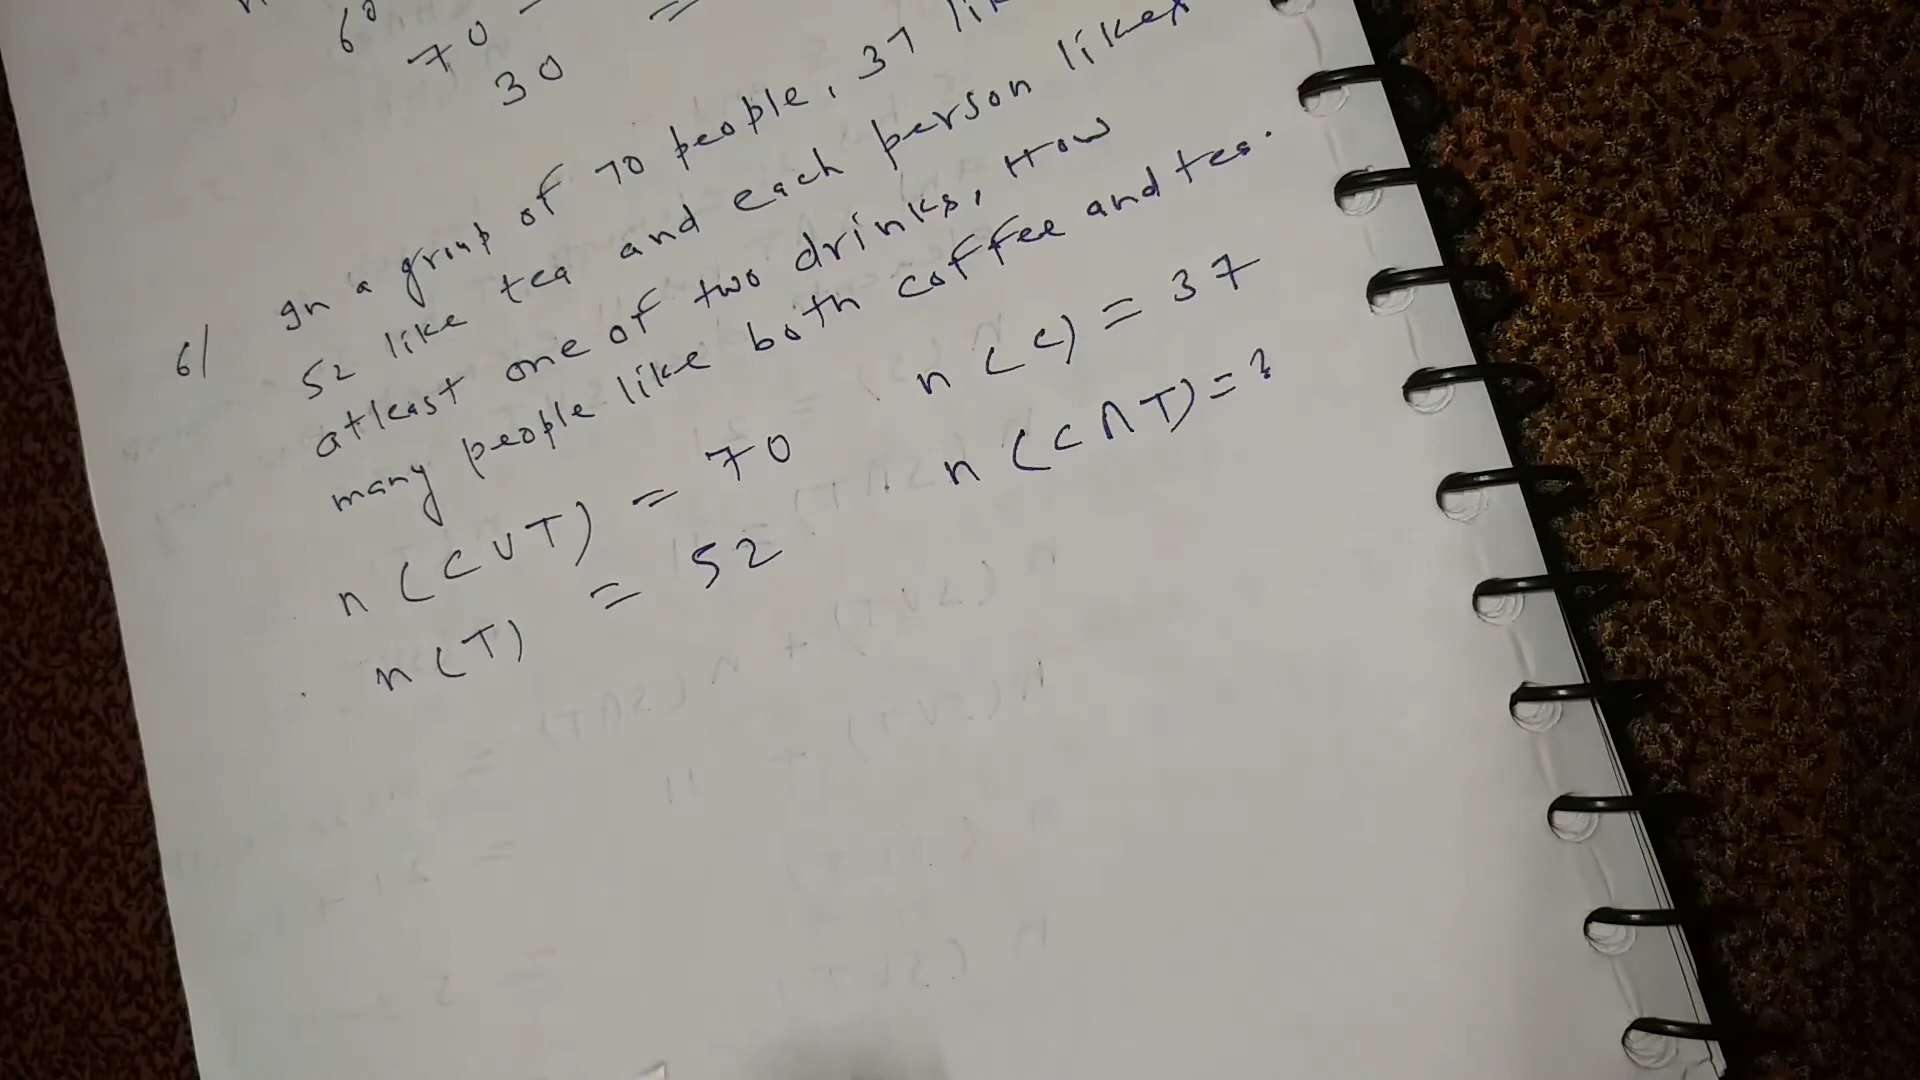 60
70
30
6/ In a group of 70 people, 37
52 like tea and each person likes
atleast one of two drinks, How
many people like both coffee and tea.
n(C∪T) = 70 n(C) = 37
n(T) = 52 n(C∩T) = ?